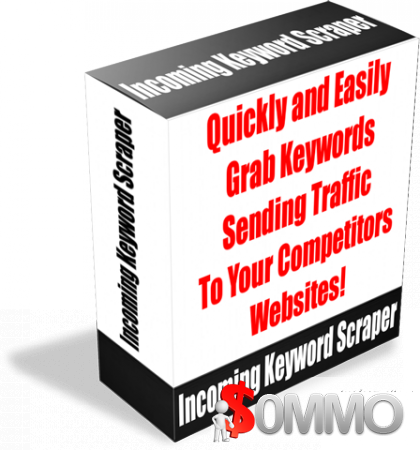 Incoming Keyword Scraper
Incoming Keyword Scraper
Quickly and Easily
Grab Keywords
Sending Traffic
To Your Competitors
Websites!
Incoming Keyword Scraper
$OMMO